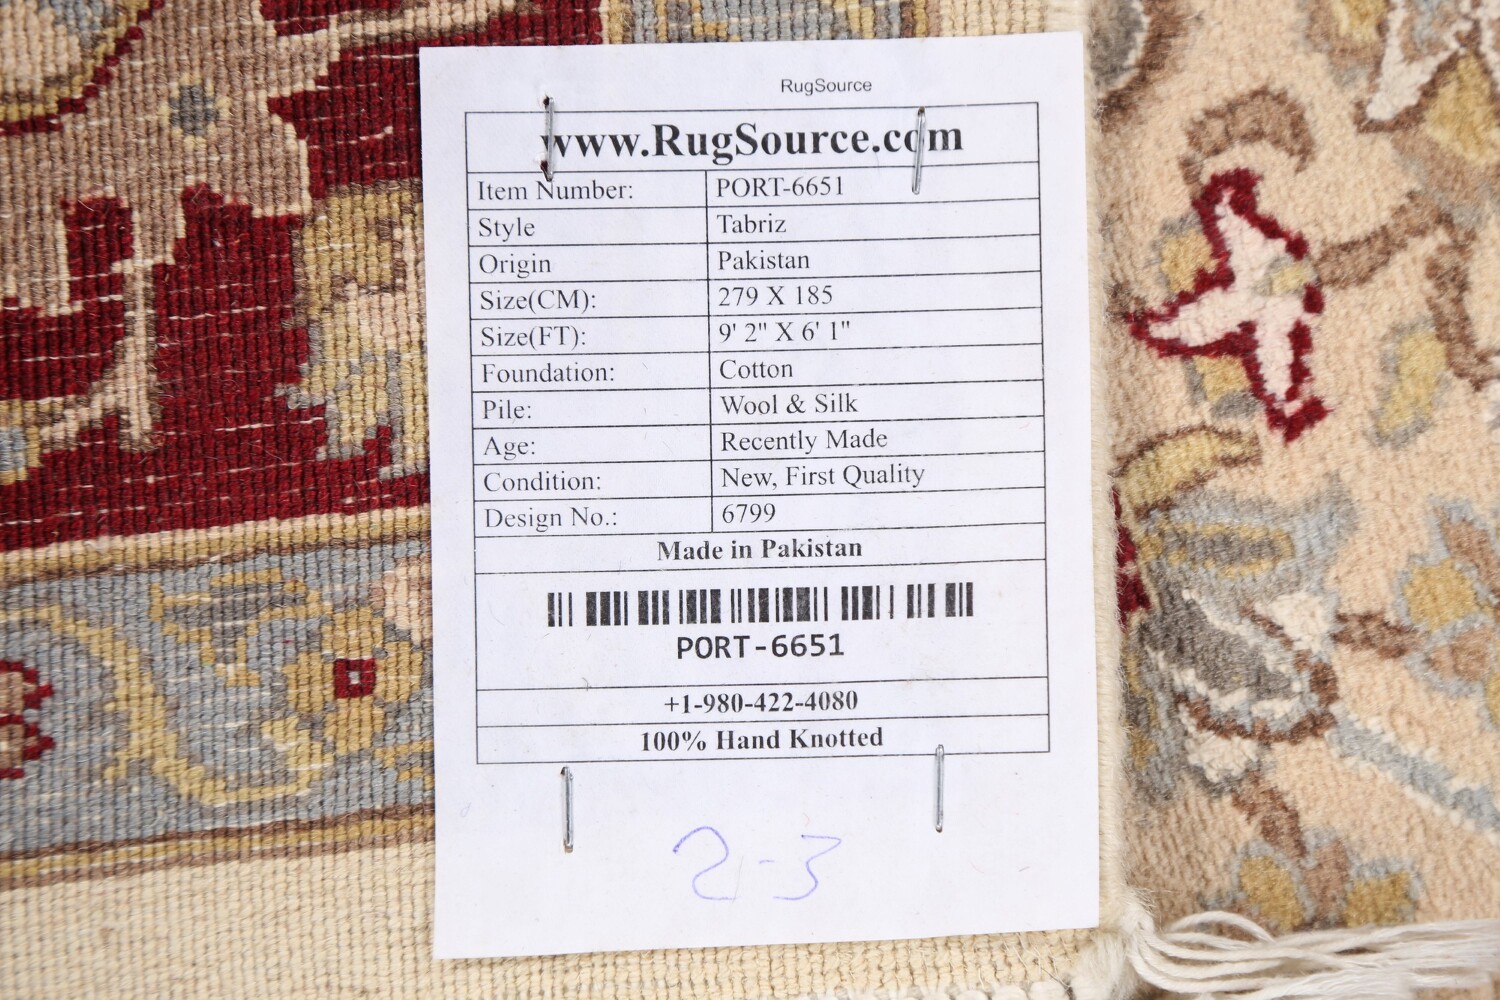 RugSource
www.RugSource.com
Item Number: PORT-6651
Style Tabriz
Origin Pakistan
Size(CM): 279 X 185
Size(FT): 9' 2" X 6' 1"
Foundation: Cotton
Pile: Wool & Silk
Age: Recently Made
Condition: New, First Quality
Design No.: 6799
Made in Pakistan
PORT-6651
+1-980-422-4080
100% Hand Knotted
2-3